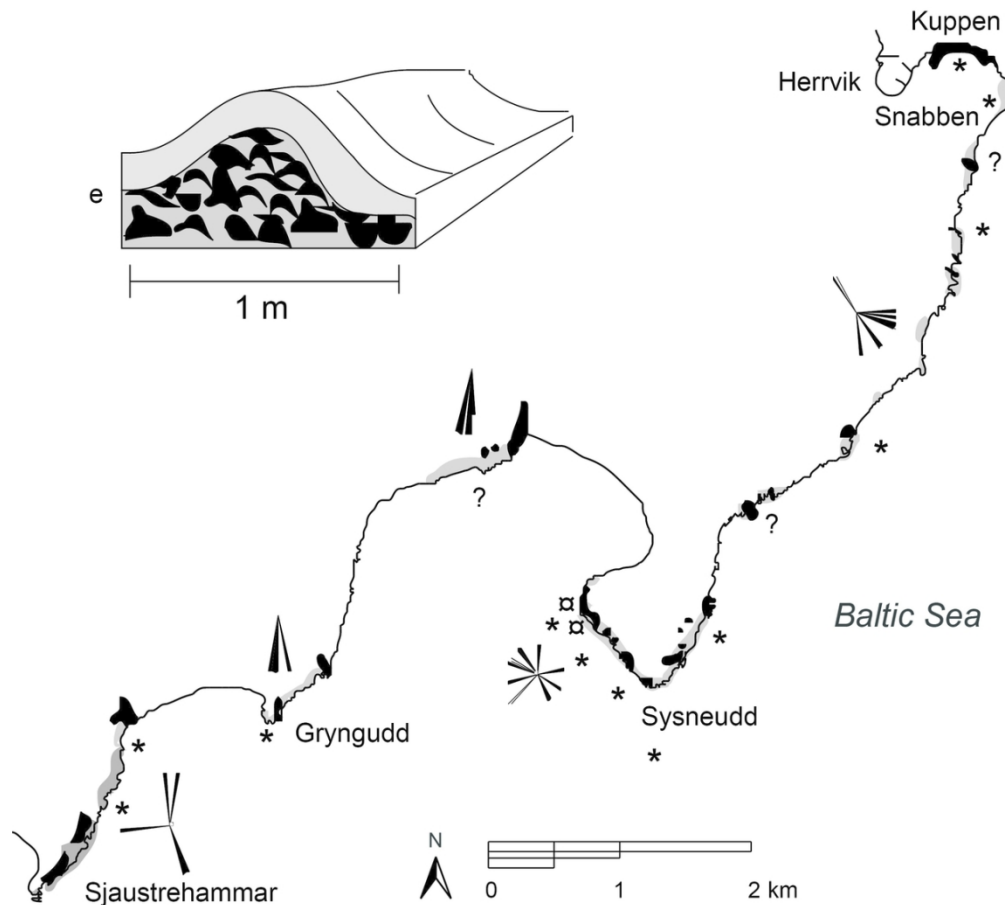 Kuppen
*
Herrvik
Snabben
*
?
*
e
1 m
*
?
?
¤
*
¤
*
*
*
Baltic Sea
Sysneudd
*
Gryngudd
*
*
*
N
0 1 2 km
Sjaustrehammar